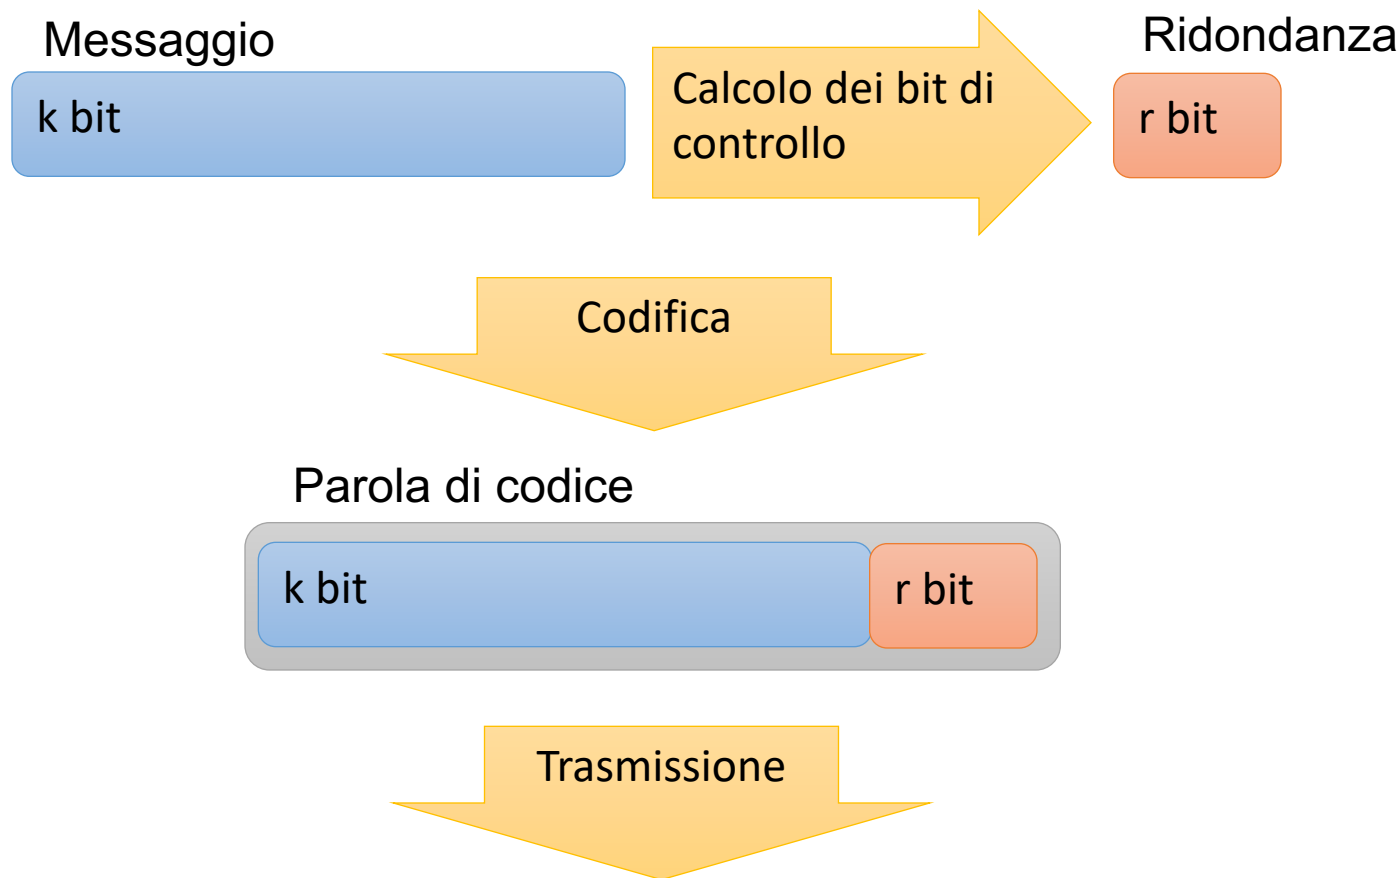 Messaggio
Ridondanza
k bit
Calcolo dei bit di
controllo
r bit
Codifica
Parola di codice
k bit
r bit
Trasmissione